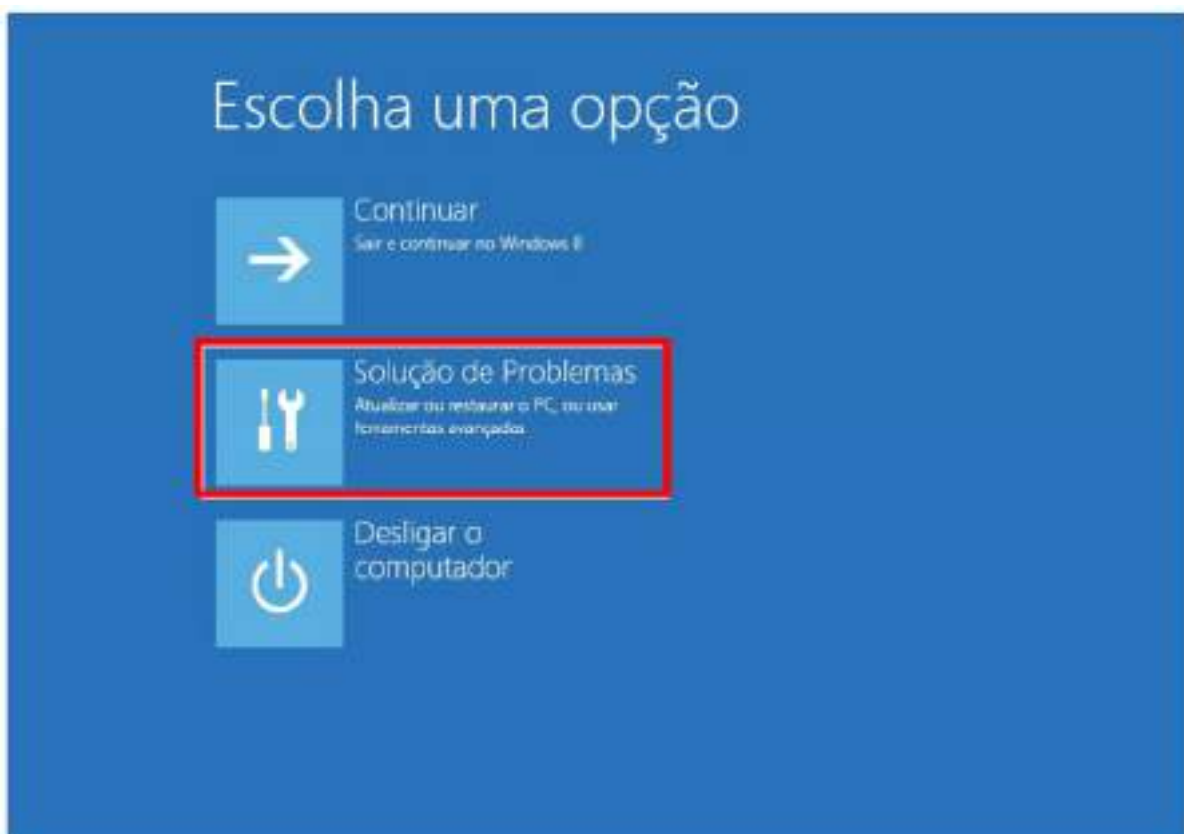 Escolha uma opção
Continuar
Sair e continuar no Windows 8
Solução de Problemas
Atualizar ou restaurar o PC, ou usar
ferramentas avançadas
Desligar o
computador